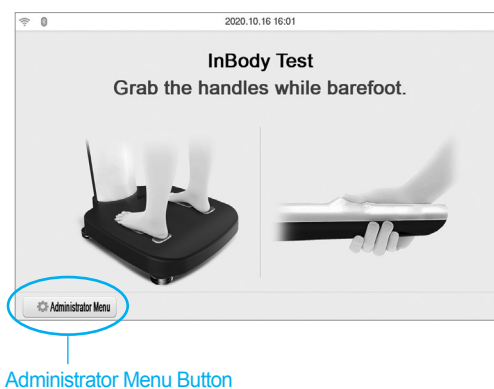 2020.10.16 16:01
InBody Test
Grab the handles while barefoot.
Administrator Menu
Administrator Menu Button